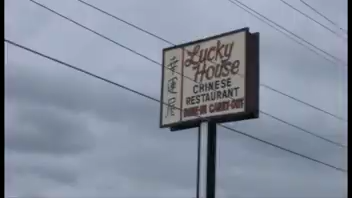 Lucky
House
CHINESE
RESTAURANT
DINE-IN CARRY-OUT